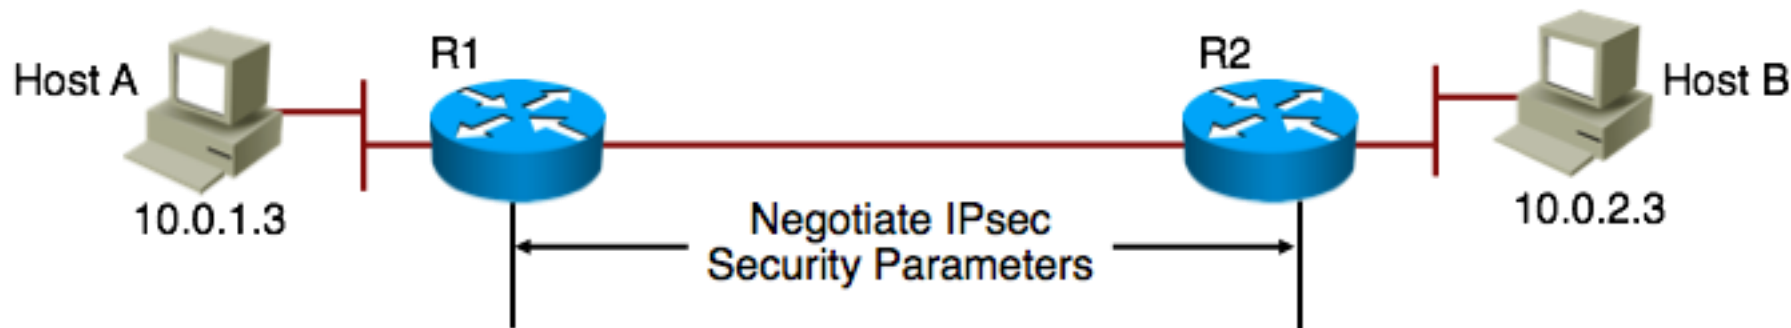 Host A
R1
R2
Host B
10.0.1.3
Negotiate IPsec
Security Parameters
10.0.2.3